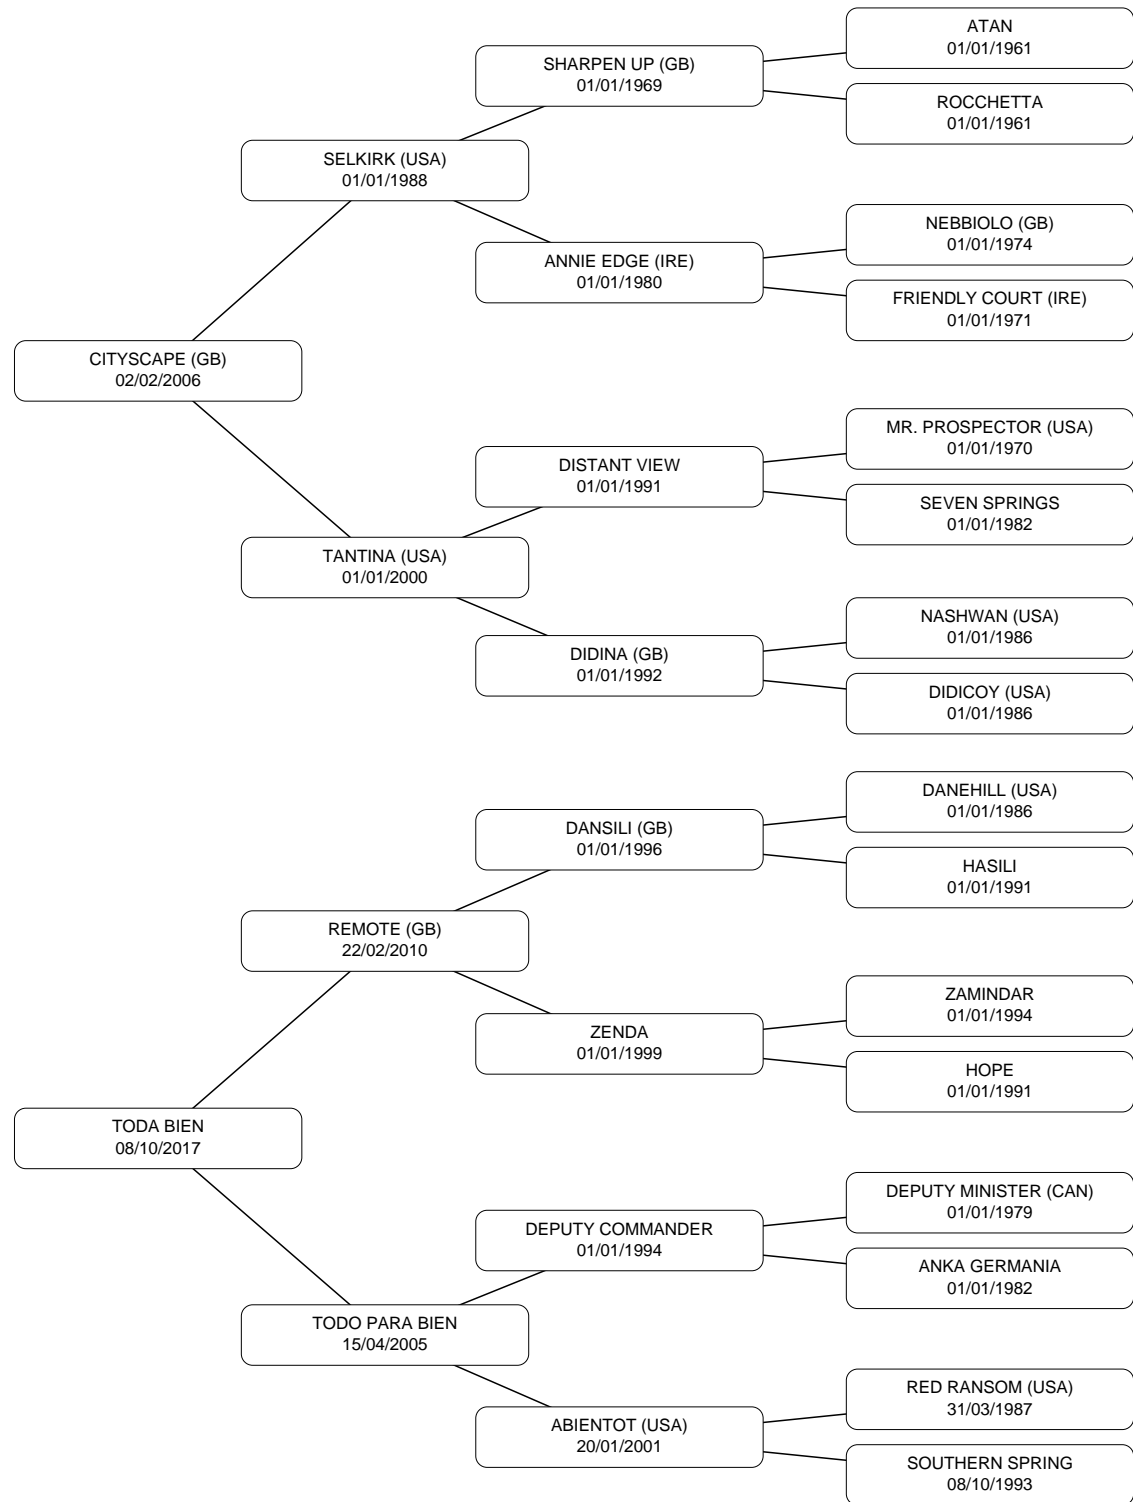 ATAN
01/01/1961
SHARPEN UP (GB)
01/01/1969
ROCCHETTA
01/01/1961
SELKIRK (USA)
01/01/1988
NEBBIOLO (GB)
01/01/1974
ANNIE EDGE (IRE)
01/01/1980
FRIENDLY COURT (IRE)
01/01/1971
CITYSCAPE (GB)
02/02/2006
MR. PROSPECTOR (USA)
01/01/1970
DISTANT VIEW
01/01/1991
SEVEN SPRINGS
01/01/1982
TANTINA (USA)
01/01/2000
NASHWAN (USA)
01/01/1986
DIDINA (GB)
01/01/1992
DIDICOY (USA)
01/01/1986
DANEHILL (USA)
01/01/1986
DANSILI (GB)
01/01/1996
HASILI
01/01/1991
REMOTE (GB)
22/02/2010
ZAMINDAR
01/01/1994
ZENDA
01/01/1999
HOPE
01/01/1991
TODA BIEN
08/10/2017
DEPUTY MINISTER (CAN)
01/01/1979
DEPUTY COMMANDER
01/01/1994
ANKA GERMANIA
01/01/1982
TODO PARA BIEN
15/04/2005
RED RANSOM (USA)
31/03/1987
ABIENTOT (USA)
20/01/2001
SOUTHERN SPRING
08/10/1993